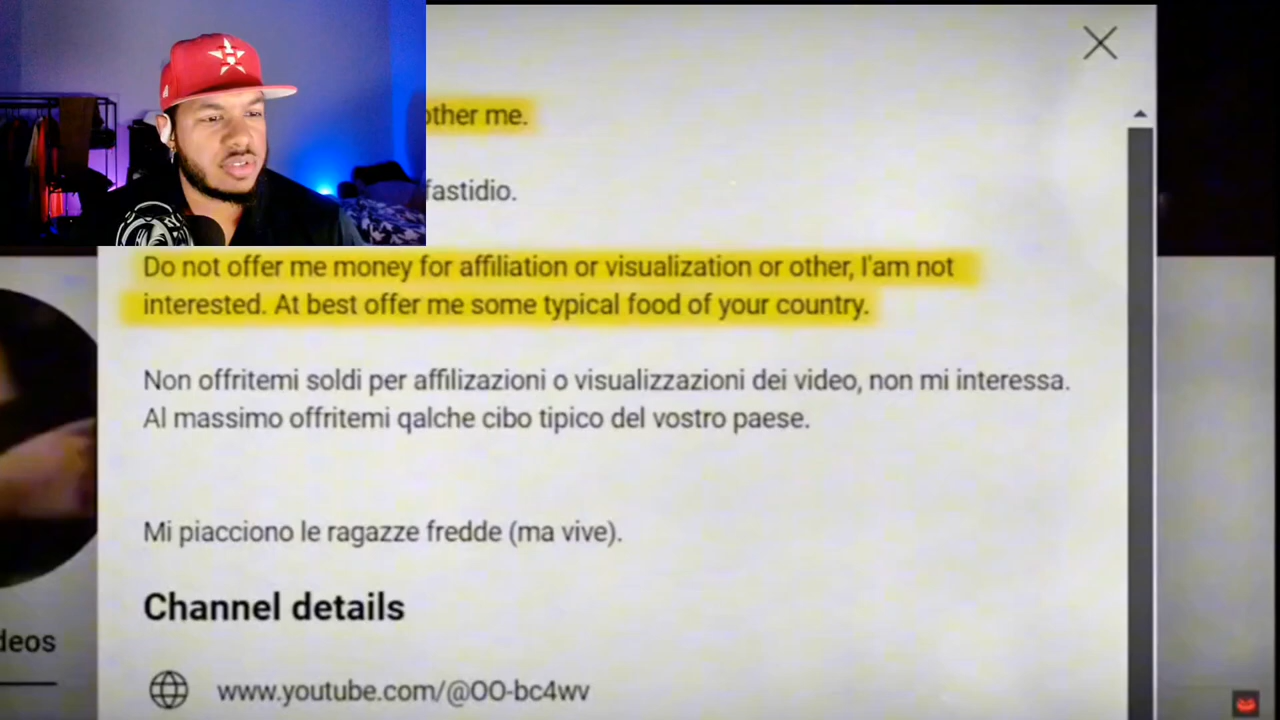 other me.
fastidio.
Do not offer me money for affiliation or visualization or other, I'am not
interested. At best offer me some typical food of your country.
Non offritemi soldi per affilizazioni o visualizzazioni dei video, non mi interessa.
Al massimo offritemi qalche cibo tipico del vostro paese.
Mi piacciono le ragazze fredde (ma vive).
Channel details
deos
www.youtube.com/@OO-bc4wv